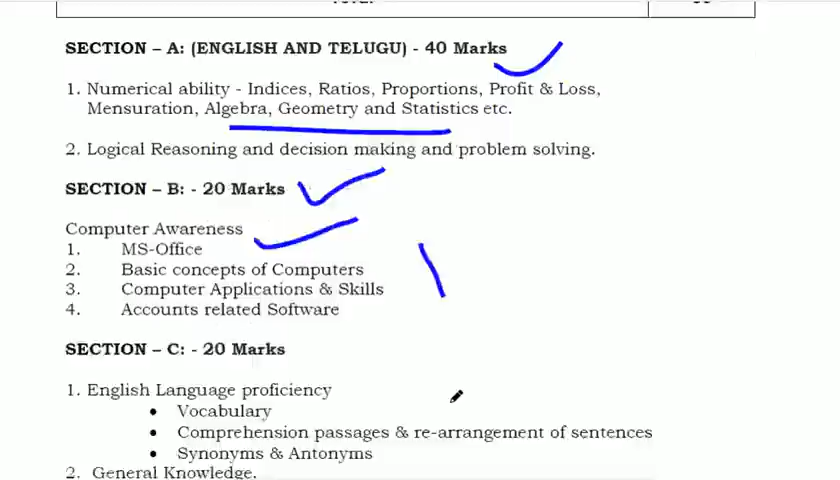 SECTION – A: (ENGLISH AND TELUGU) - 40 Marks
1. Numerical ability - Indices, Ratios, Proportions, Profit & Loss,
Mensuration, Algebra, Geometry and Statistics etc.
2. Logical Reasoning and decision making and problem solving.
SECTION – B: - 20 Marks
Computer Awareness
1. MS-Office
2. Basic concepts of Computers
3. Computer Applications & Skills
4. Accounts related Software
SECTION – C: - 20 Marks
1. English Language proficiency
• Vocabulary
• Comprehension passages & re-arrangement of sentences
• Synonyms & Antonyms
2. General Knowledge.